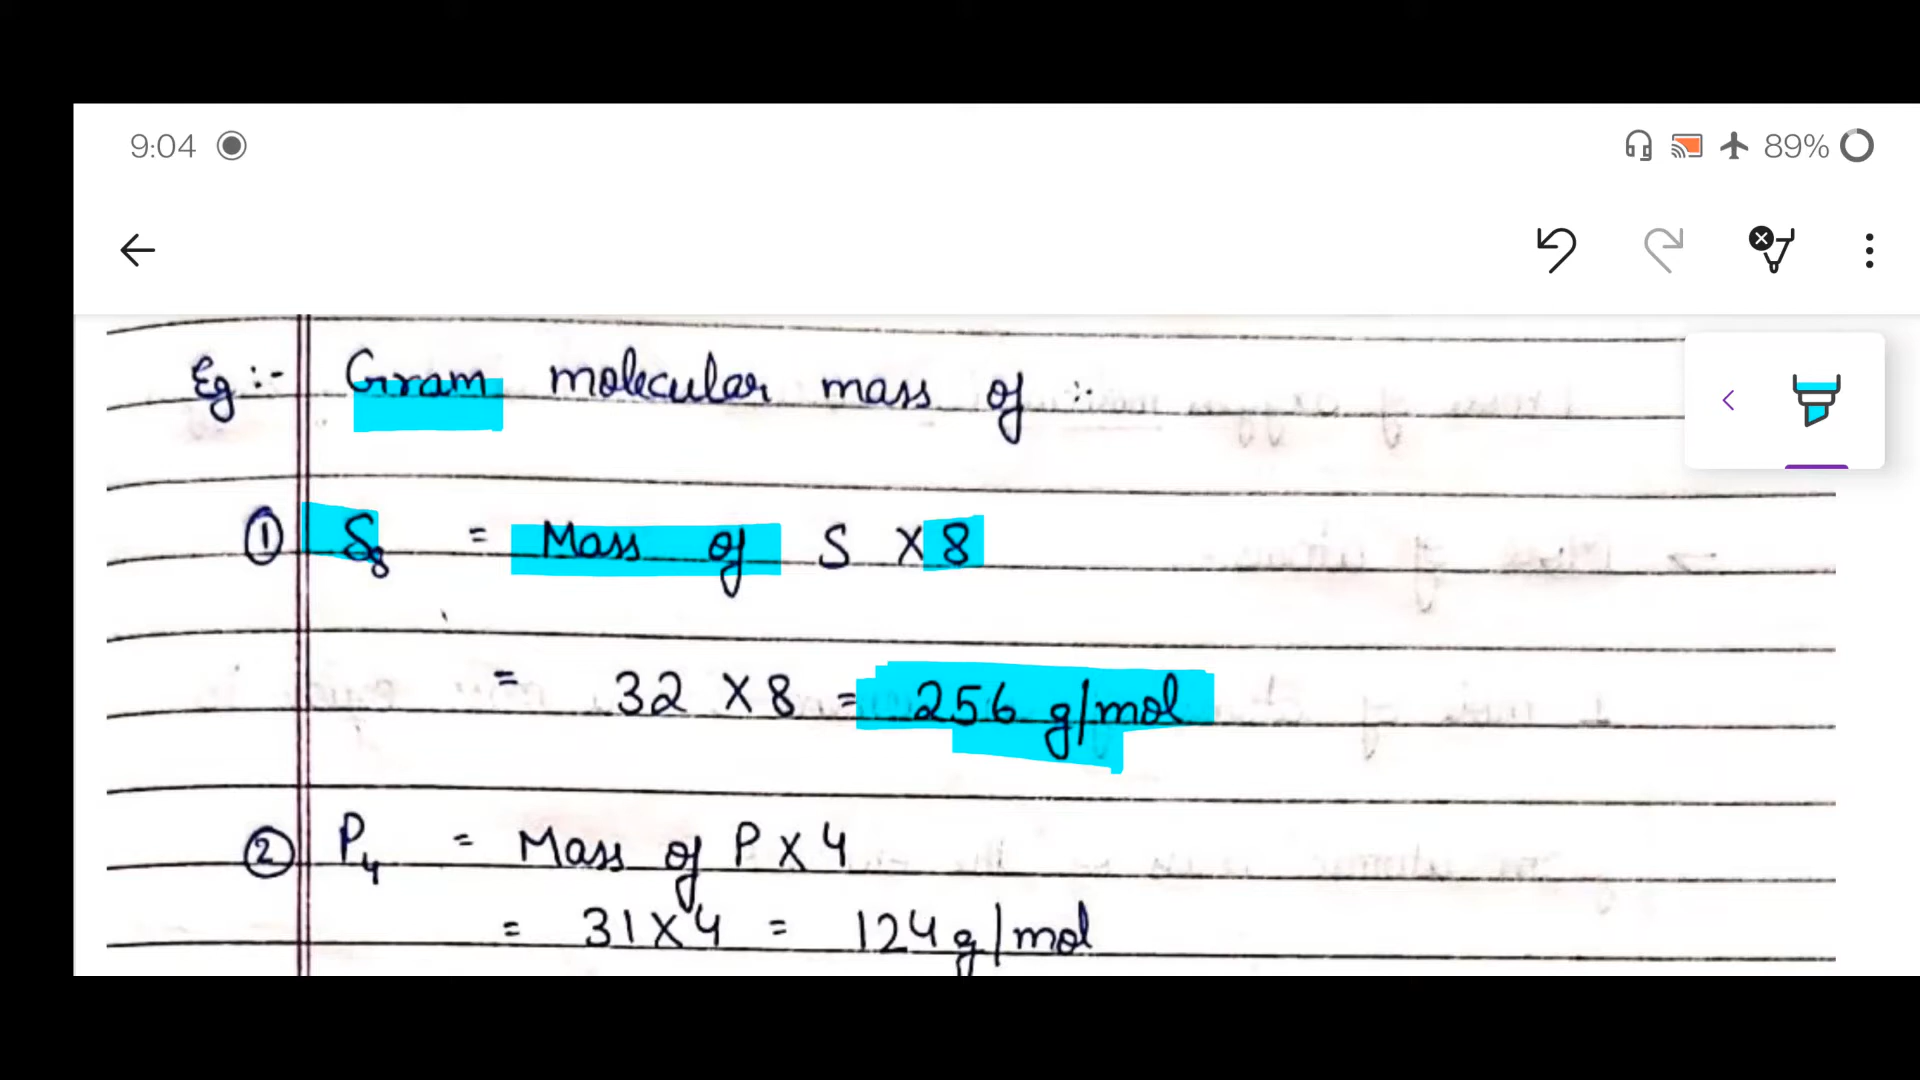 9:04 89%
Eg :- Gram molecular mass of :-
① S₈ = Mass of S X 8
= 32 X 8 = 256 g/mol
② P₄ = Mass of P X 4
= 31 X 4 = 124 g/mol